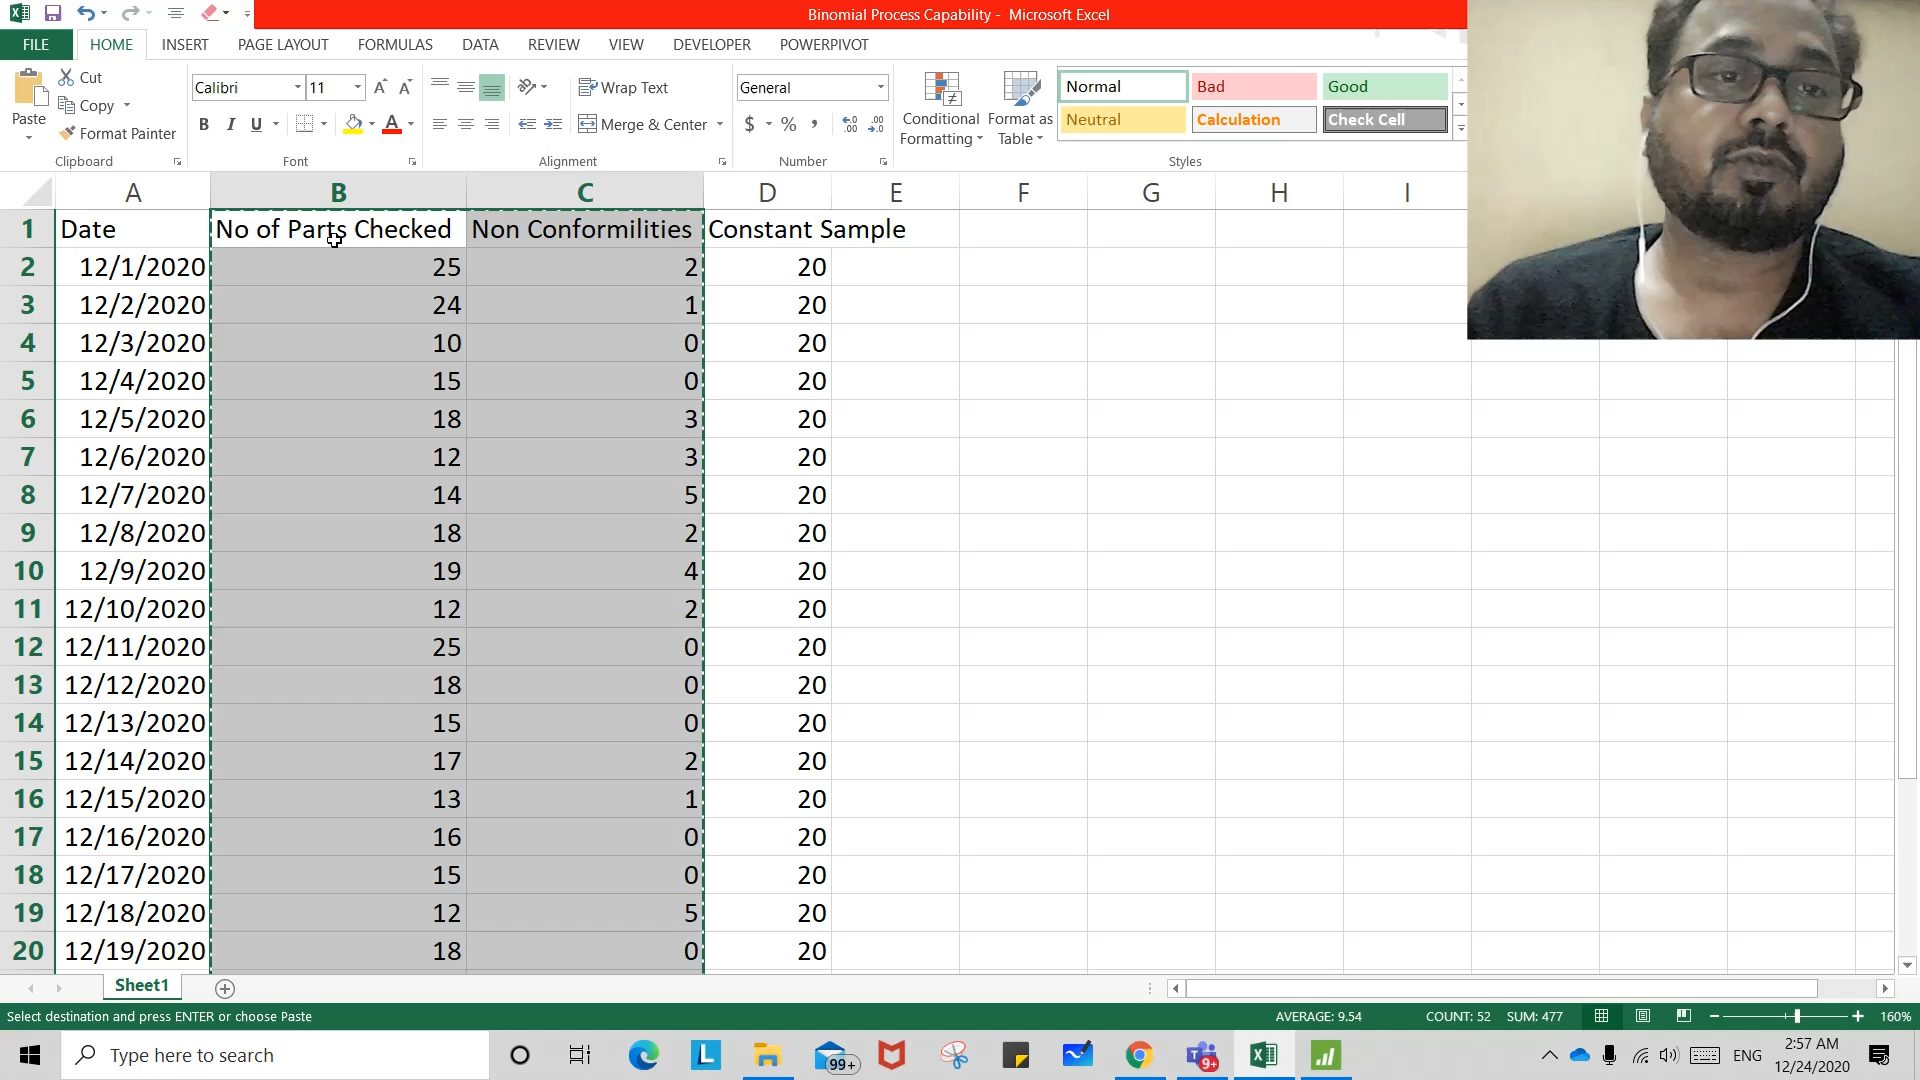 Binomial Process Capability - Microsoft Excel
FILE HOME INSERT PAGE LAYOUT FORMULAS DATA REVIEW VIEW DEVELOPER POWERPIVOT
Paste
Cut
Copy
Format Painter
Clipboard
Calibri 11
B I U A
Font
Wrap Text
Merge & Center
Alignment
General
$ % ,
Number
Conditional Formatting
Format as Table
Normal Bad Good
Neutral Calculation Check Cell
Styles
A B C D E F G H I
1 Date No of Parts Checked Non Conformilities Constant Sample
2 12/1/2020 25 2 20
3 12/2/2020 24 1 20
4 12/3/2020 10 0 20
5 12/4/2020 15 0 20
6 12/5/2020 18 3 20
7 12/6/2020 12 3 20
8 12/7/2020 14 5 20
9 12/8/2020 18 2 20
10 12/9/2020 19 4 20
11 12/10/2020 12 2 20
12 12/11/2020 25 0 20
13 12/12/2020 18 0 20
14 12/13/2020 15 0 20
15 12/14/2020 17 2 20
16 12/15/2020 13 1 20
17 12/16/2020 16 0 20
18 12/17/2020 15 0 20
19 12/18/2020 12 5 20
20 12/19/2020 18 0 20
Sheet1
Select destination and press ENTER or choose Paste AVERAGE: 9.54 COUNT: 52 SUM: 477 160%
Type here to search
99+
9+
ENG
2:57 AM
12/24/2020